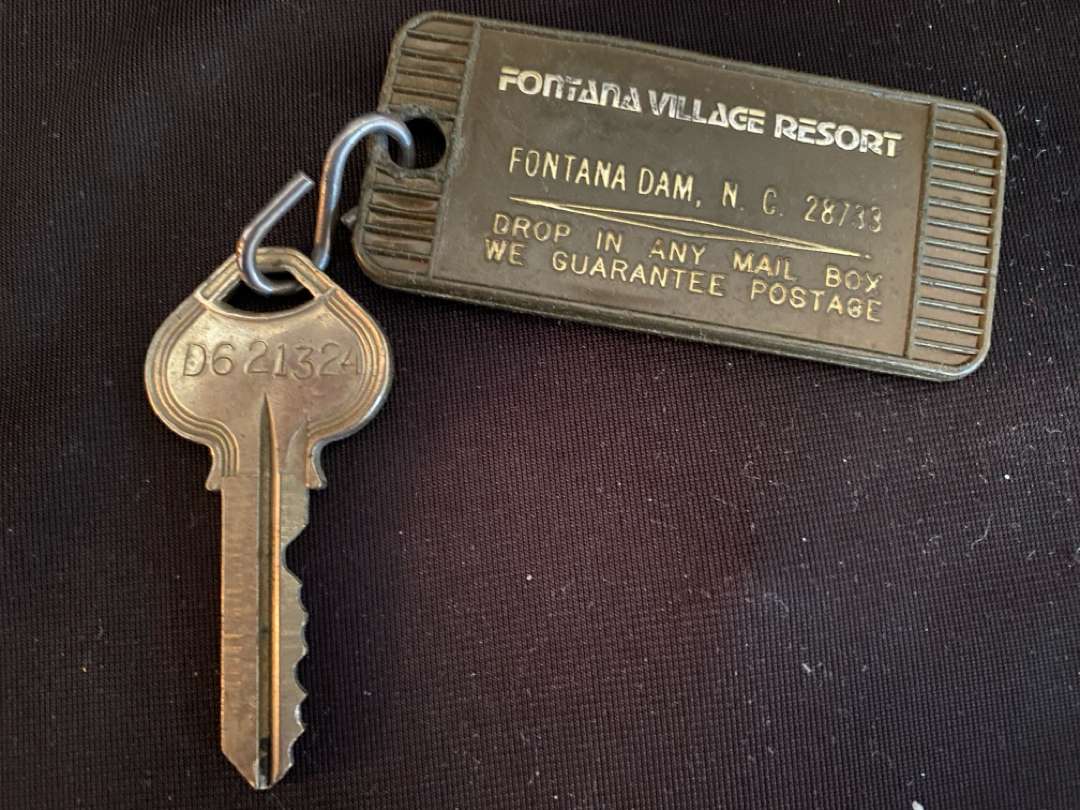 FONTANA VILLAGE RESORT
FONTANA DAM, N. C. 28733
DROP IN ANY MAIL BOX
WE GUARANTEE POSTAGE
D6 21324